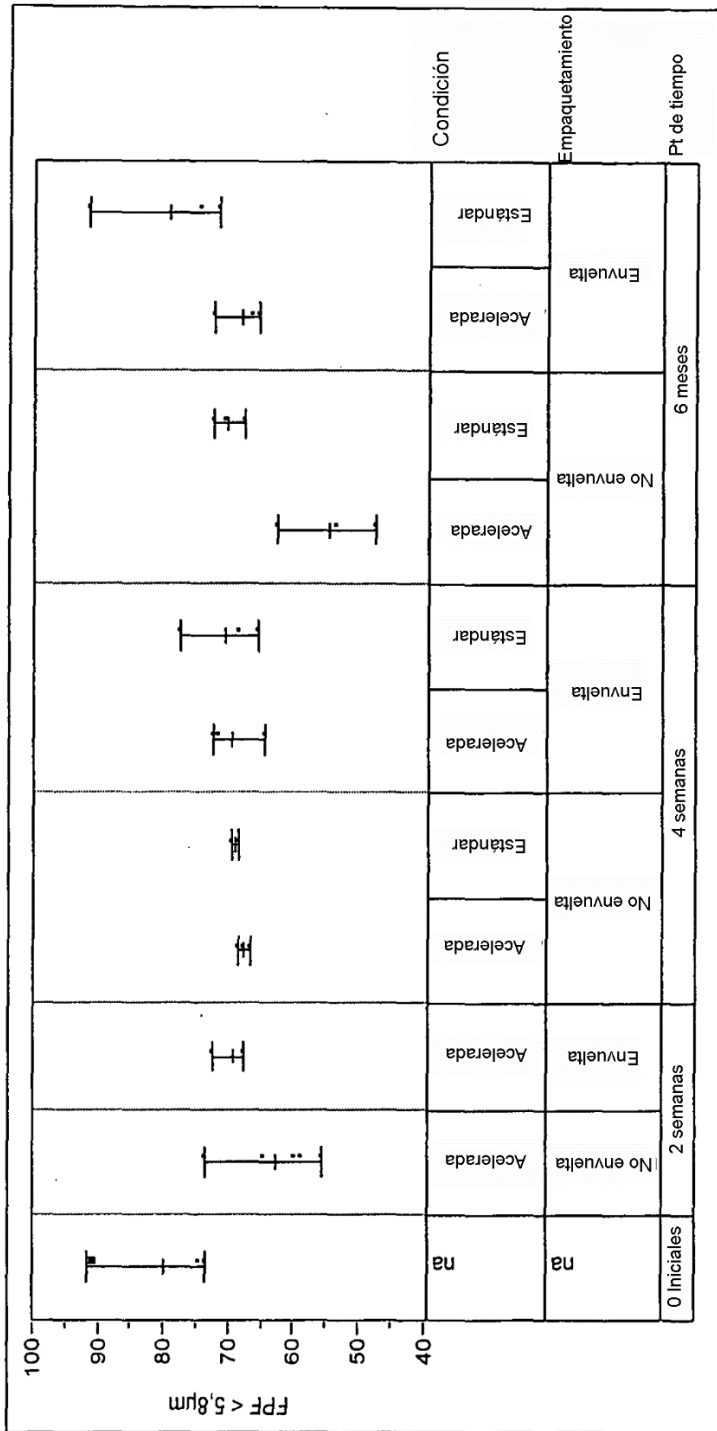 FPF < 5,8µm
100
90
80
70
60
50
40
na
Acelerada
Acelerada
Acelerada
Estándar
Acelerada
Estándar
Acelerada
Estándar
Acelerada
Estándar
Condición
na
No envuelta
Envuelta
No envuelta
Envuelta
No envuelta
Envuelta
Empaquetamiento
0 Iniciales
2 semanas
4 semanas
6 meses
Pt de tiempo